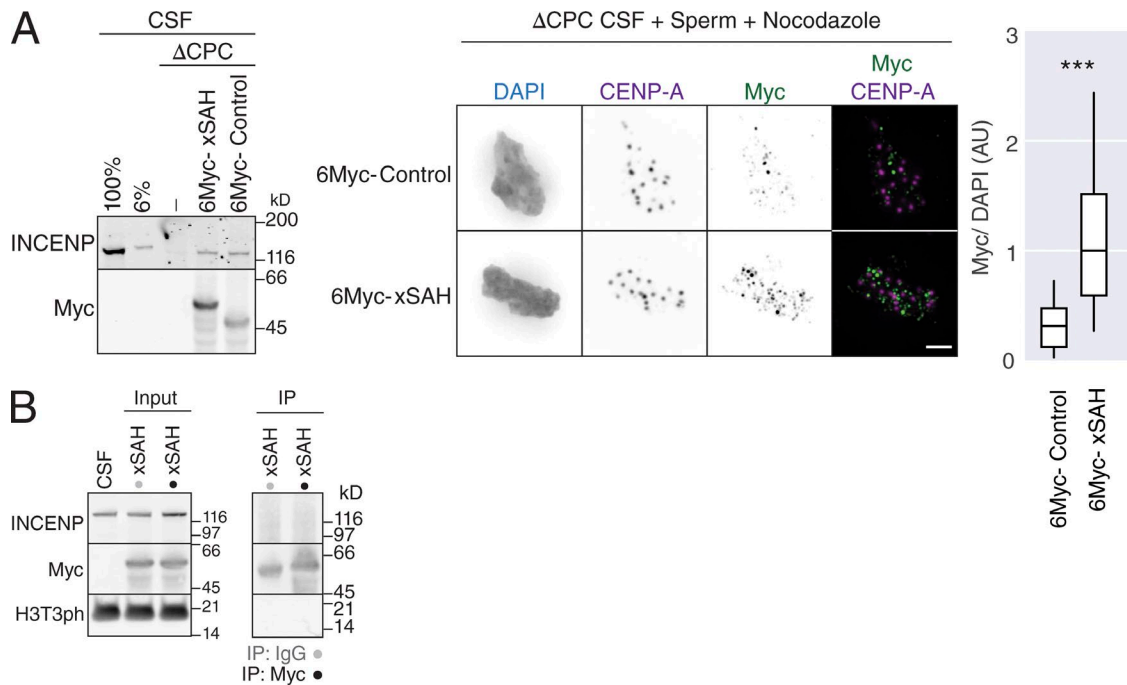 A
CSF
ΔCPC
100%
6%
–
6Myc- xSAH
6Myc- Control
kD
INCENP
200
116
Myc
66
45
ΔCPC CSF + Sperm + Nocodazole
DAPI
CENP-A
Myc
Myc
CENP-A
6Myc-Control
6Myc-xSAH
Myc/ DAPI (AU)
3
2
1
0
***
6Myc- Control
6Myc- xSAH
B
Input
IP
CSF
xSAH
xSAH
xSAH
xSAH
kD
INCENP
116
97
116
97
Myc
66
45
66
45
H3T3ph
21
14
21
14
IP: IgG
IP: Myc